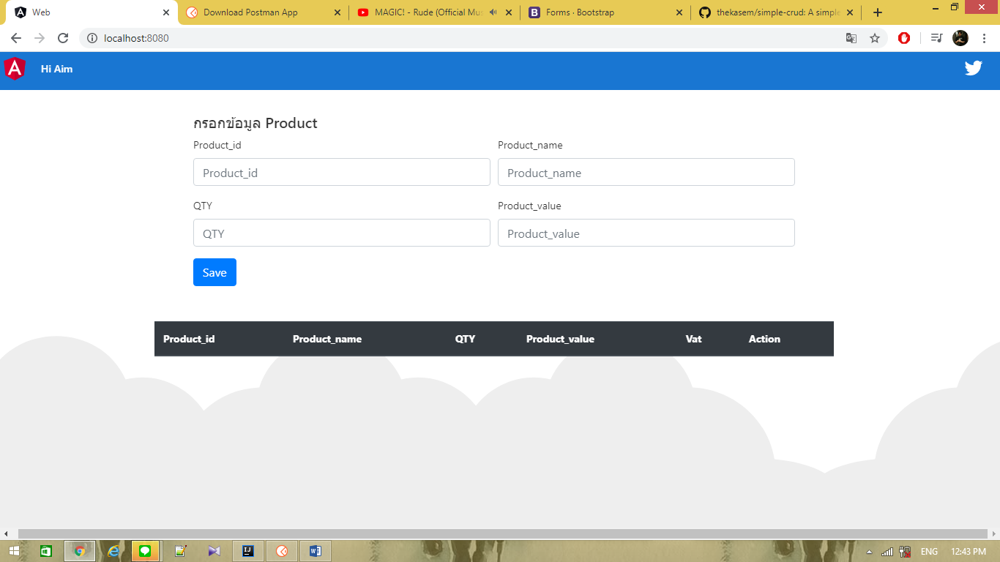 Web
Download Postman App
MAGIC! - Rude (Official Mus
Forms · Bootstrap
thekasem/simple-crud: A simple
localhost:8080
Hi Aim
กรอกข้อมูล Product
Product_id
Product_name
Product_id
Product_name
QTY
Product_value
QTY
Product_value
Save
Product_id Product_name QTY Product_value Vat Action
ENG
12:43 PM